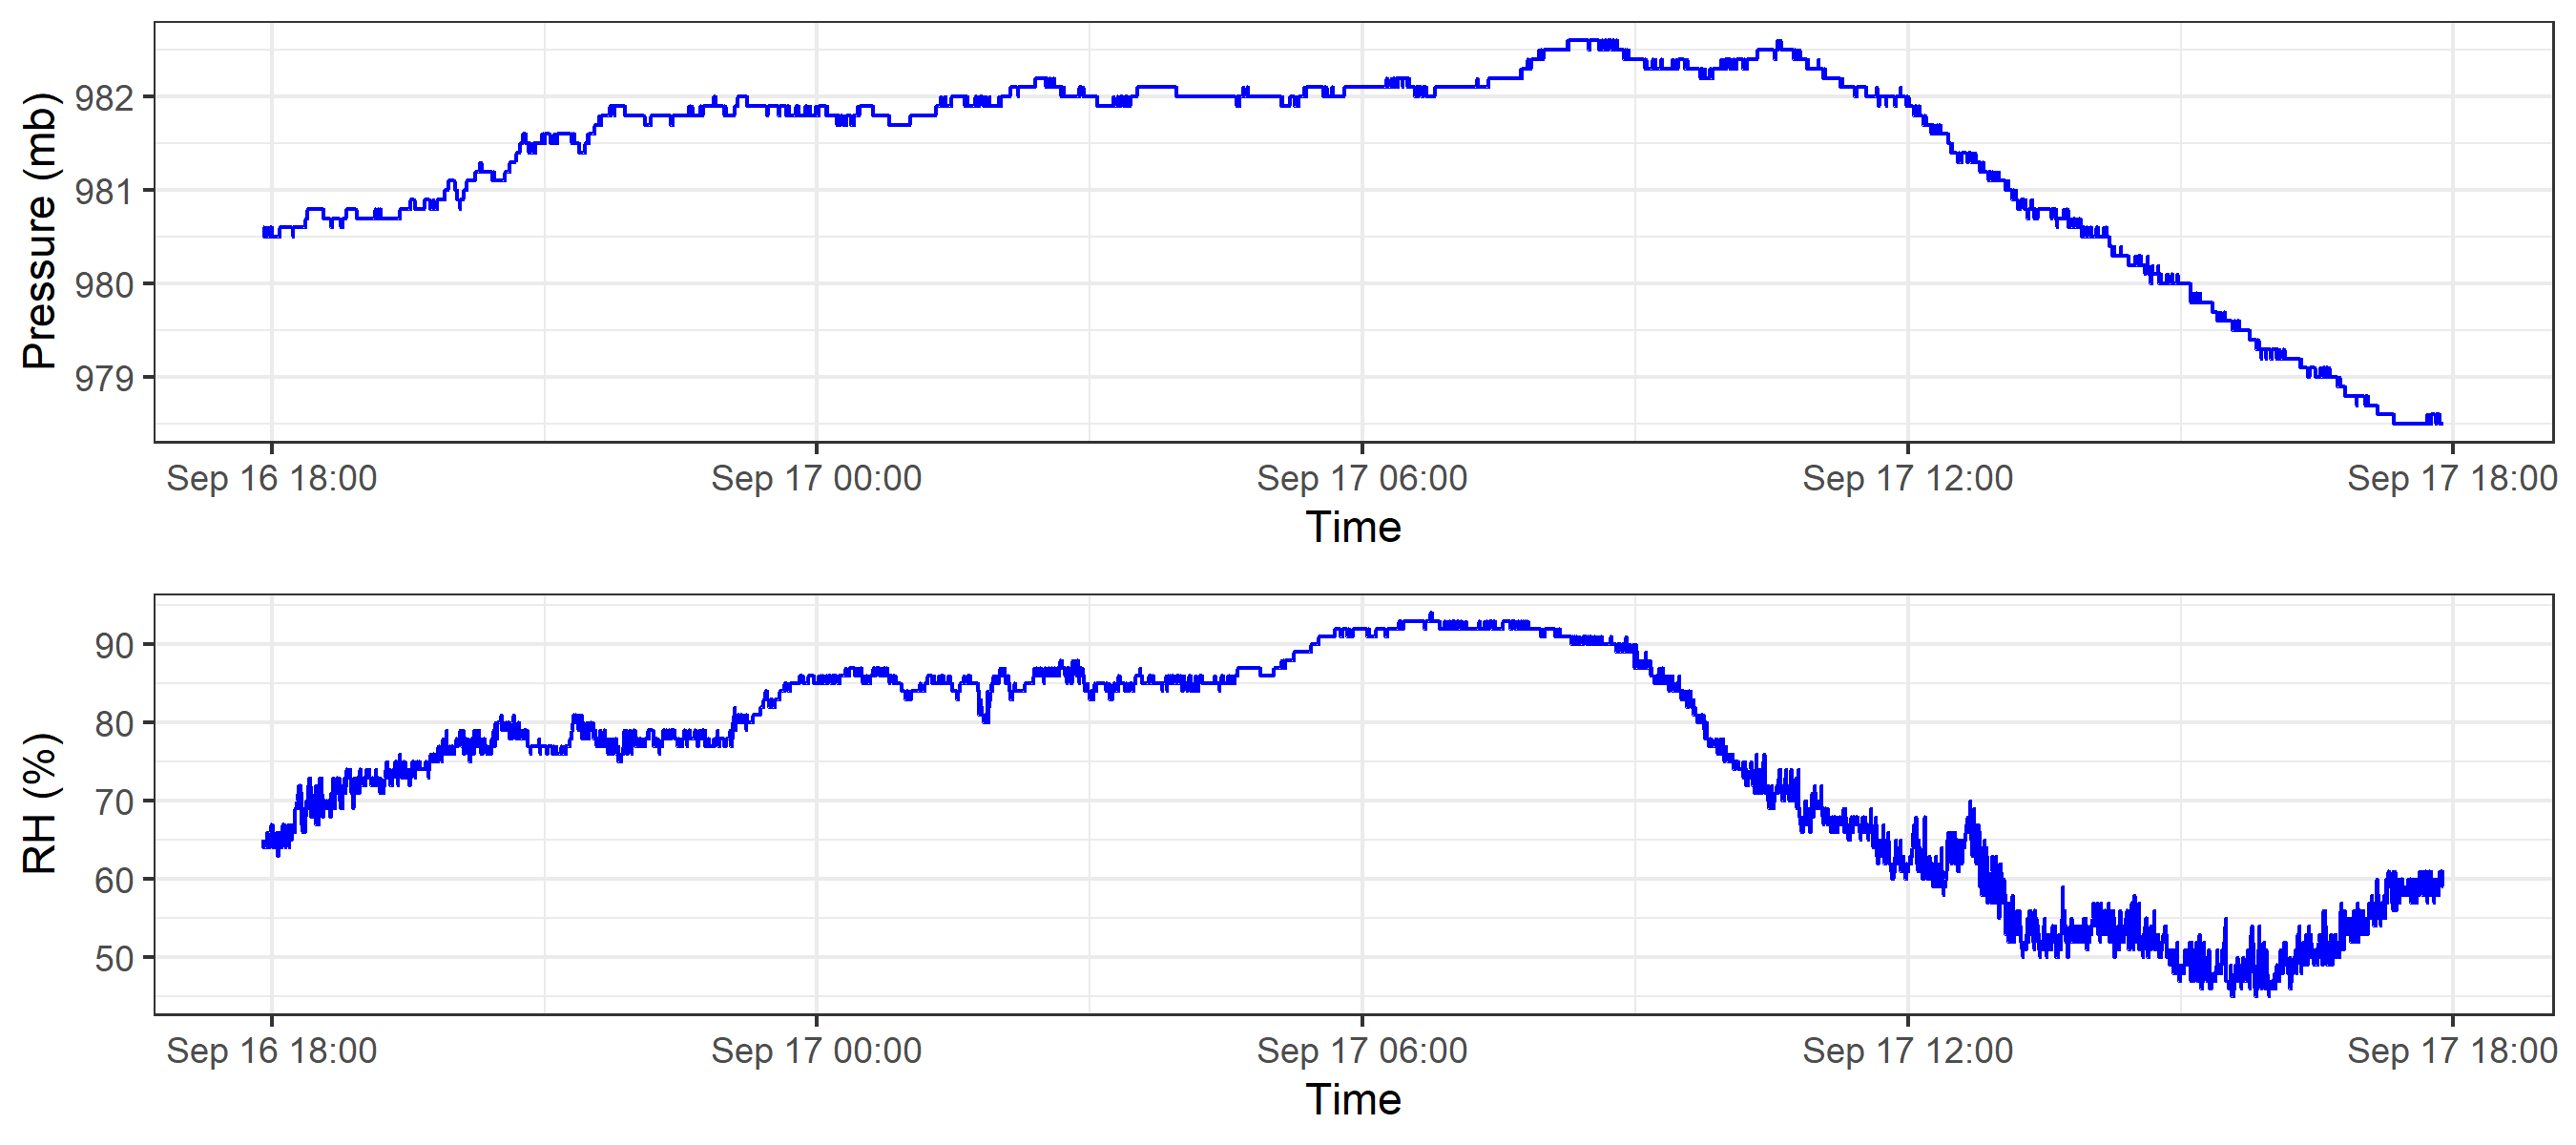 Pressure (mb)
982
981
980
979
Sep 16 18:00
Sep 17 00:00
Sep 17 06:00
Sep 17 12:00
Sep 17 18:00
Time
RH (%)
90
80
70
60
50
Sep 16 18:00
Sep 17 00:00
Sep 17 06:00
Sep 17 12:00
Sep 17 18:00
Time